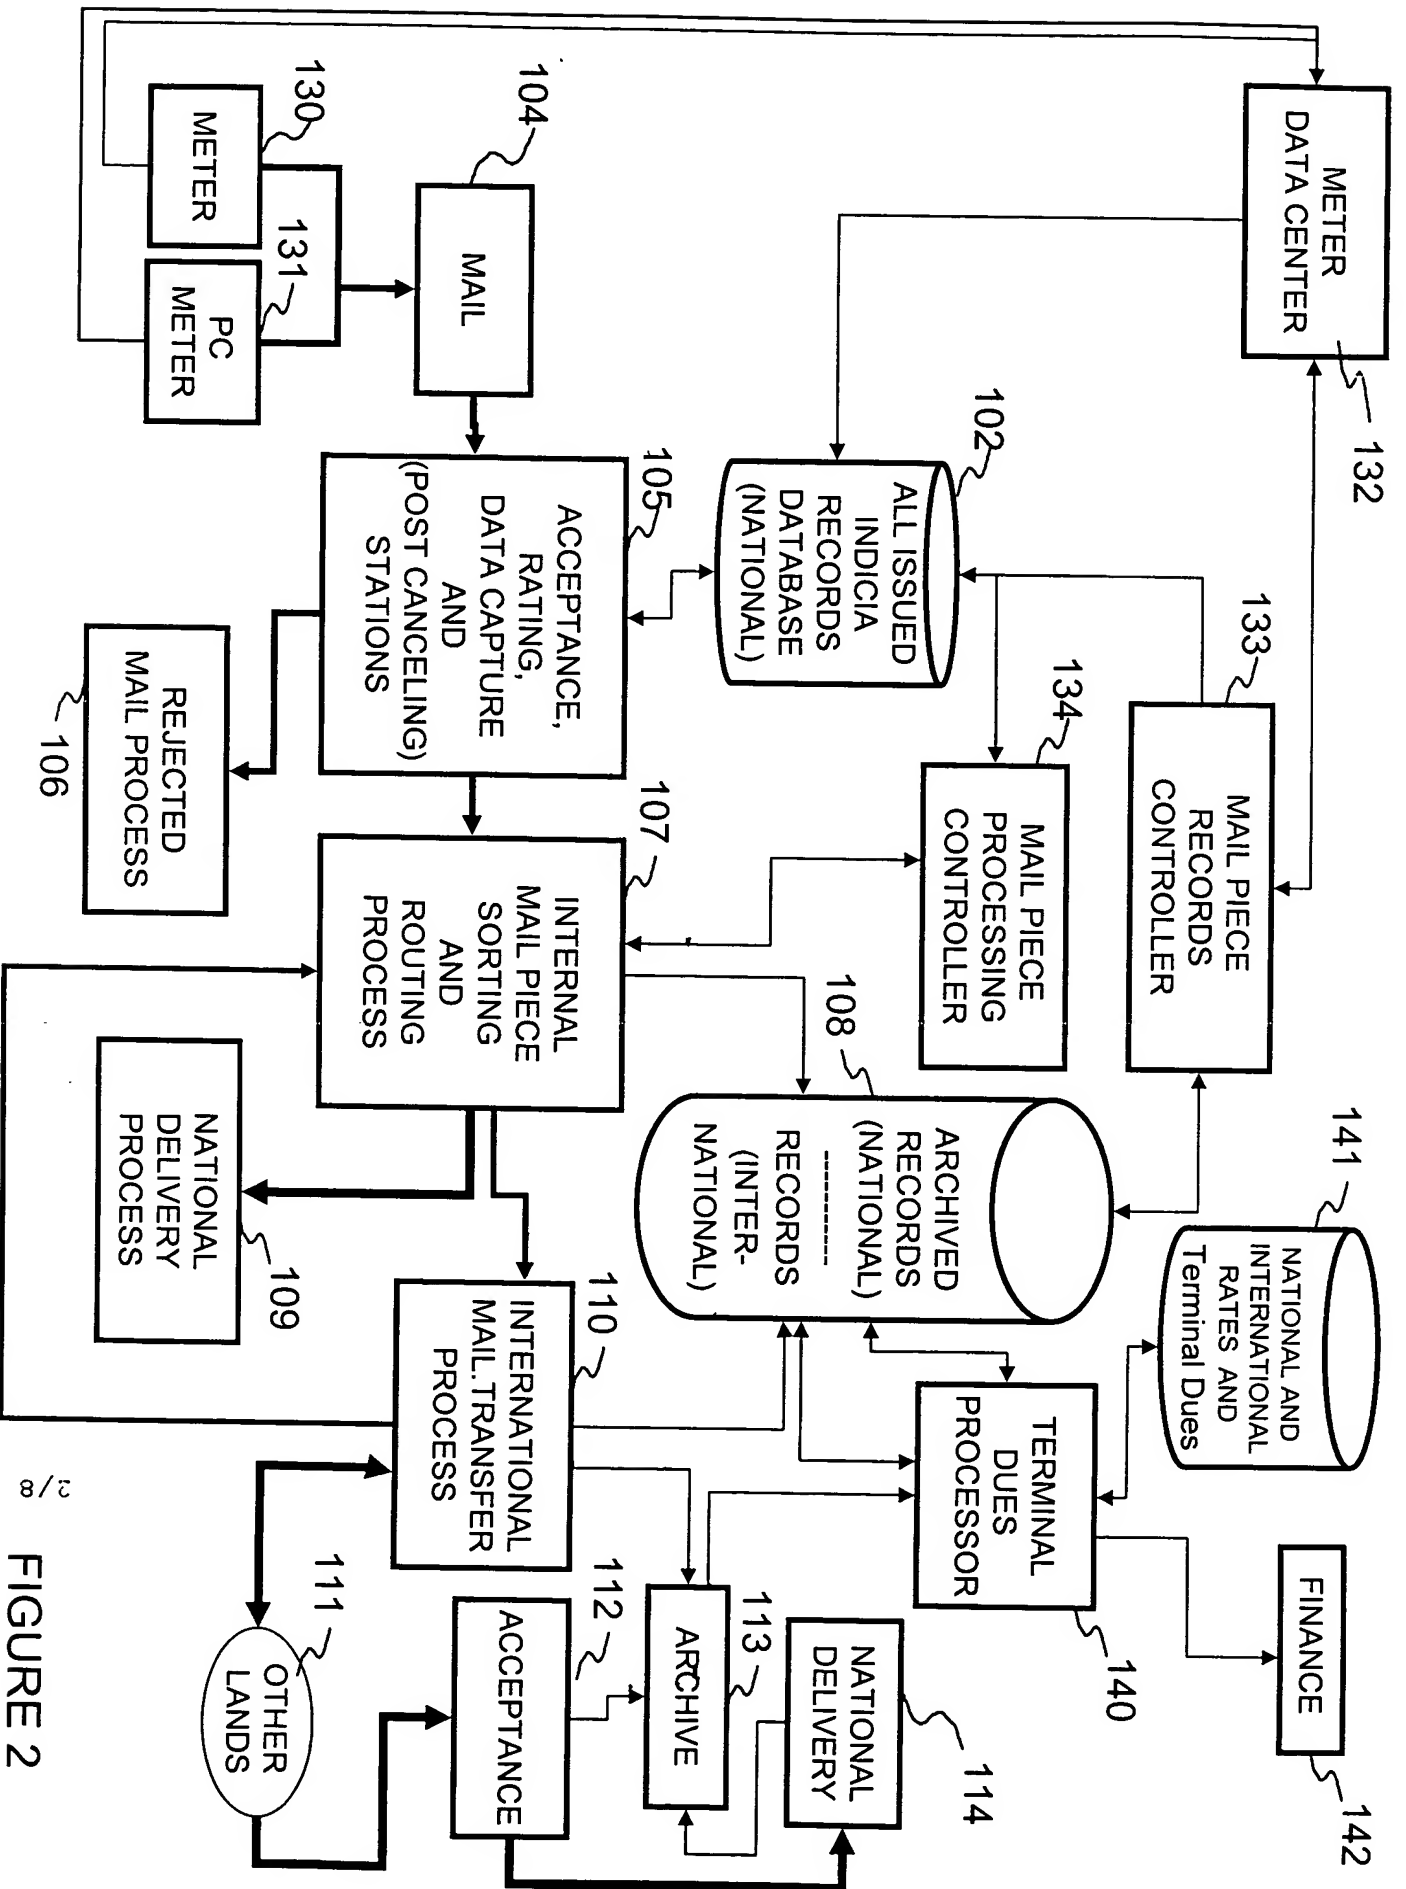 130
METER
131
PC
METER
104
MAIL
METER
DATA CENTER
132
102
ALL ISSUED
INDICIA
RECORDS
DATABASE
(NATIONAL)
105
ACCEPTANCE,
RATING,
DATA CAPTURE
AND
(POST CANCELING)
STATIONS
REJECTED
MAIL PROCESS
106
133
MAIL PIECE
RECORDS
CONTROLLER
134
MAIL PIECE
PROCESSING
CONTROLLER
107
INTERNAL
MAIL PIECE
SORTING
AND
ROUTING
PROCESS
108
ARCHIVED
RECORDS
(NATIONAL)
----------
RECORDS
(INTER-
NATIONAL)
NATIONAL
DELIVERY
PROCESS
109
110
INTERNATIONAL
MAIL.TRANSFER
PROCESS
141
NATIONAL AND
INTERNATIONAL
RATES AND
Terminal Dues
TERMINAL
DUES
PROCESSOR
140
FINANCE
142
111
OTHER
LANDS
112
ACCEPTANCE
113
ARCHIVE
NATIONAL
DELIVERY
114
2/8
FIGURE 2